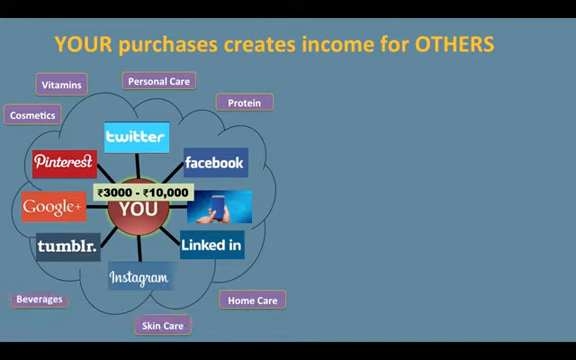 YOUR purchases creates income for OTHERS
Vitamins
Personal Care
Protein
Cosmetics
twitter
Pinterest
facebook
₹3000 - ₹10,000
YOU
Google+
tumblr.
Linked in
Instagram
Beverages
Home Care
Skin Care